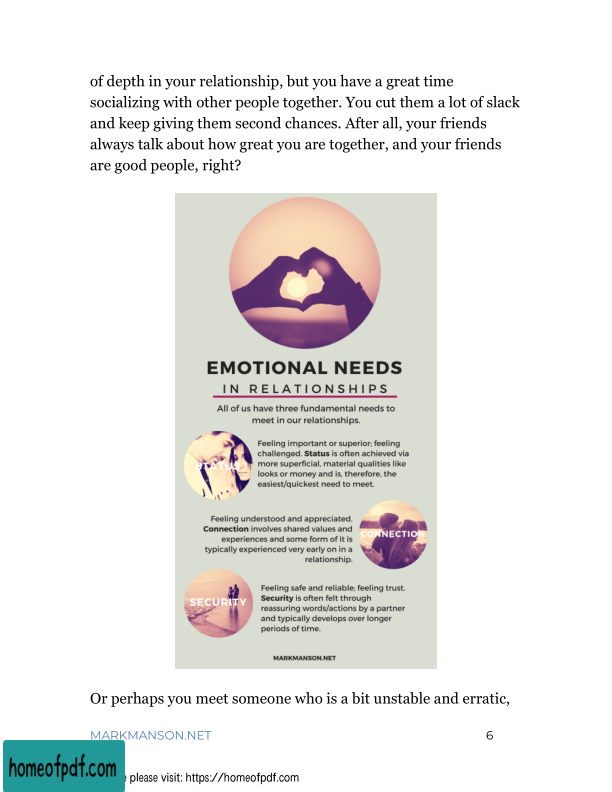 of depth in your relationship, but you have a great time
socializing with other people together. You cut them a lot of slack
and keep giving them second chances. After all, your friends
always talk about how great you are together, and your friends
are good people, right?
EMOTIONAL NEEDS
IN RELATIONSHIPS
All of us have three fundamental needs to
meet in our relationships.
STATUS
Feeling important or superior; feeling
challenged. Status is often achieved via
more superficial, material qualities like
looks or money and is, therefore, the
easiest/quickest need to meet.
Feeling understood and appreciated.
Connection involves shared values and
experiences and some form of it is
typically experienced very early on in a
relationship.
CONNECTION
SECURITY
Feeling safe and reliable; feeling trust.
Security is often felt through
reassuring words/actions by a partner
and typically develops over longer
periods of time.
MARKMANSON.NET
Or perhaps you meet someone who is a bit unstable and erratic,
MARKMANSON.NET 6
homeofpdf.com
please visit: https://homeofpdf.com